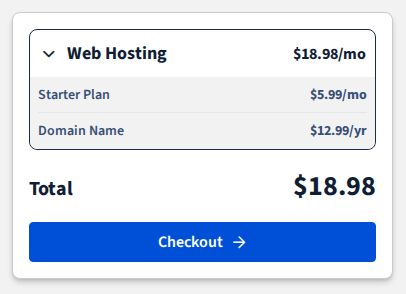 Web Hosting $18.98/mo
Starter Plan $5.99/mo
Domain Name $12.99/yr
Total $18.98
Checkout →